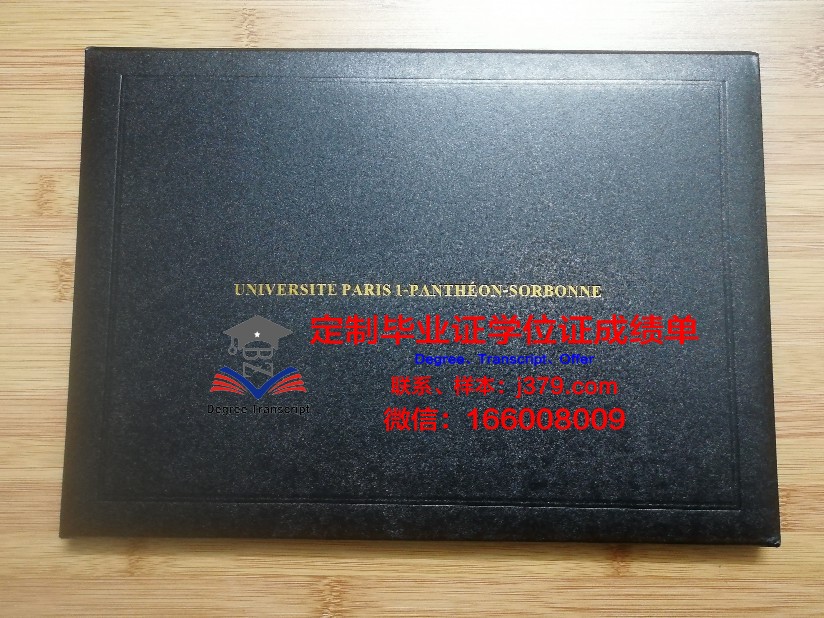 UNIVERSITE PARIS 1-PANTHÉON-SORBONNE
定制毕业证学位证成绩单
Degree、Transcript、Offer
联系、样本：j379.com
微信：166008009
Degree.Transcript